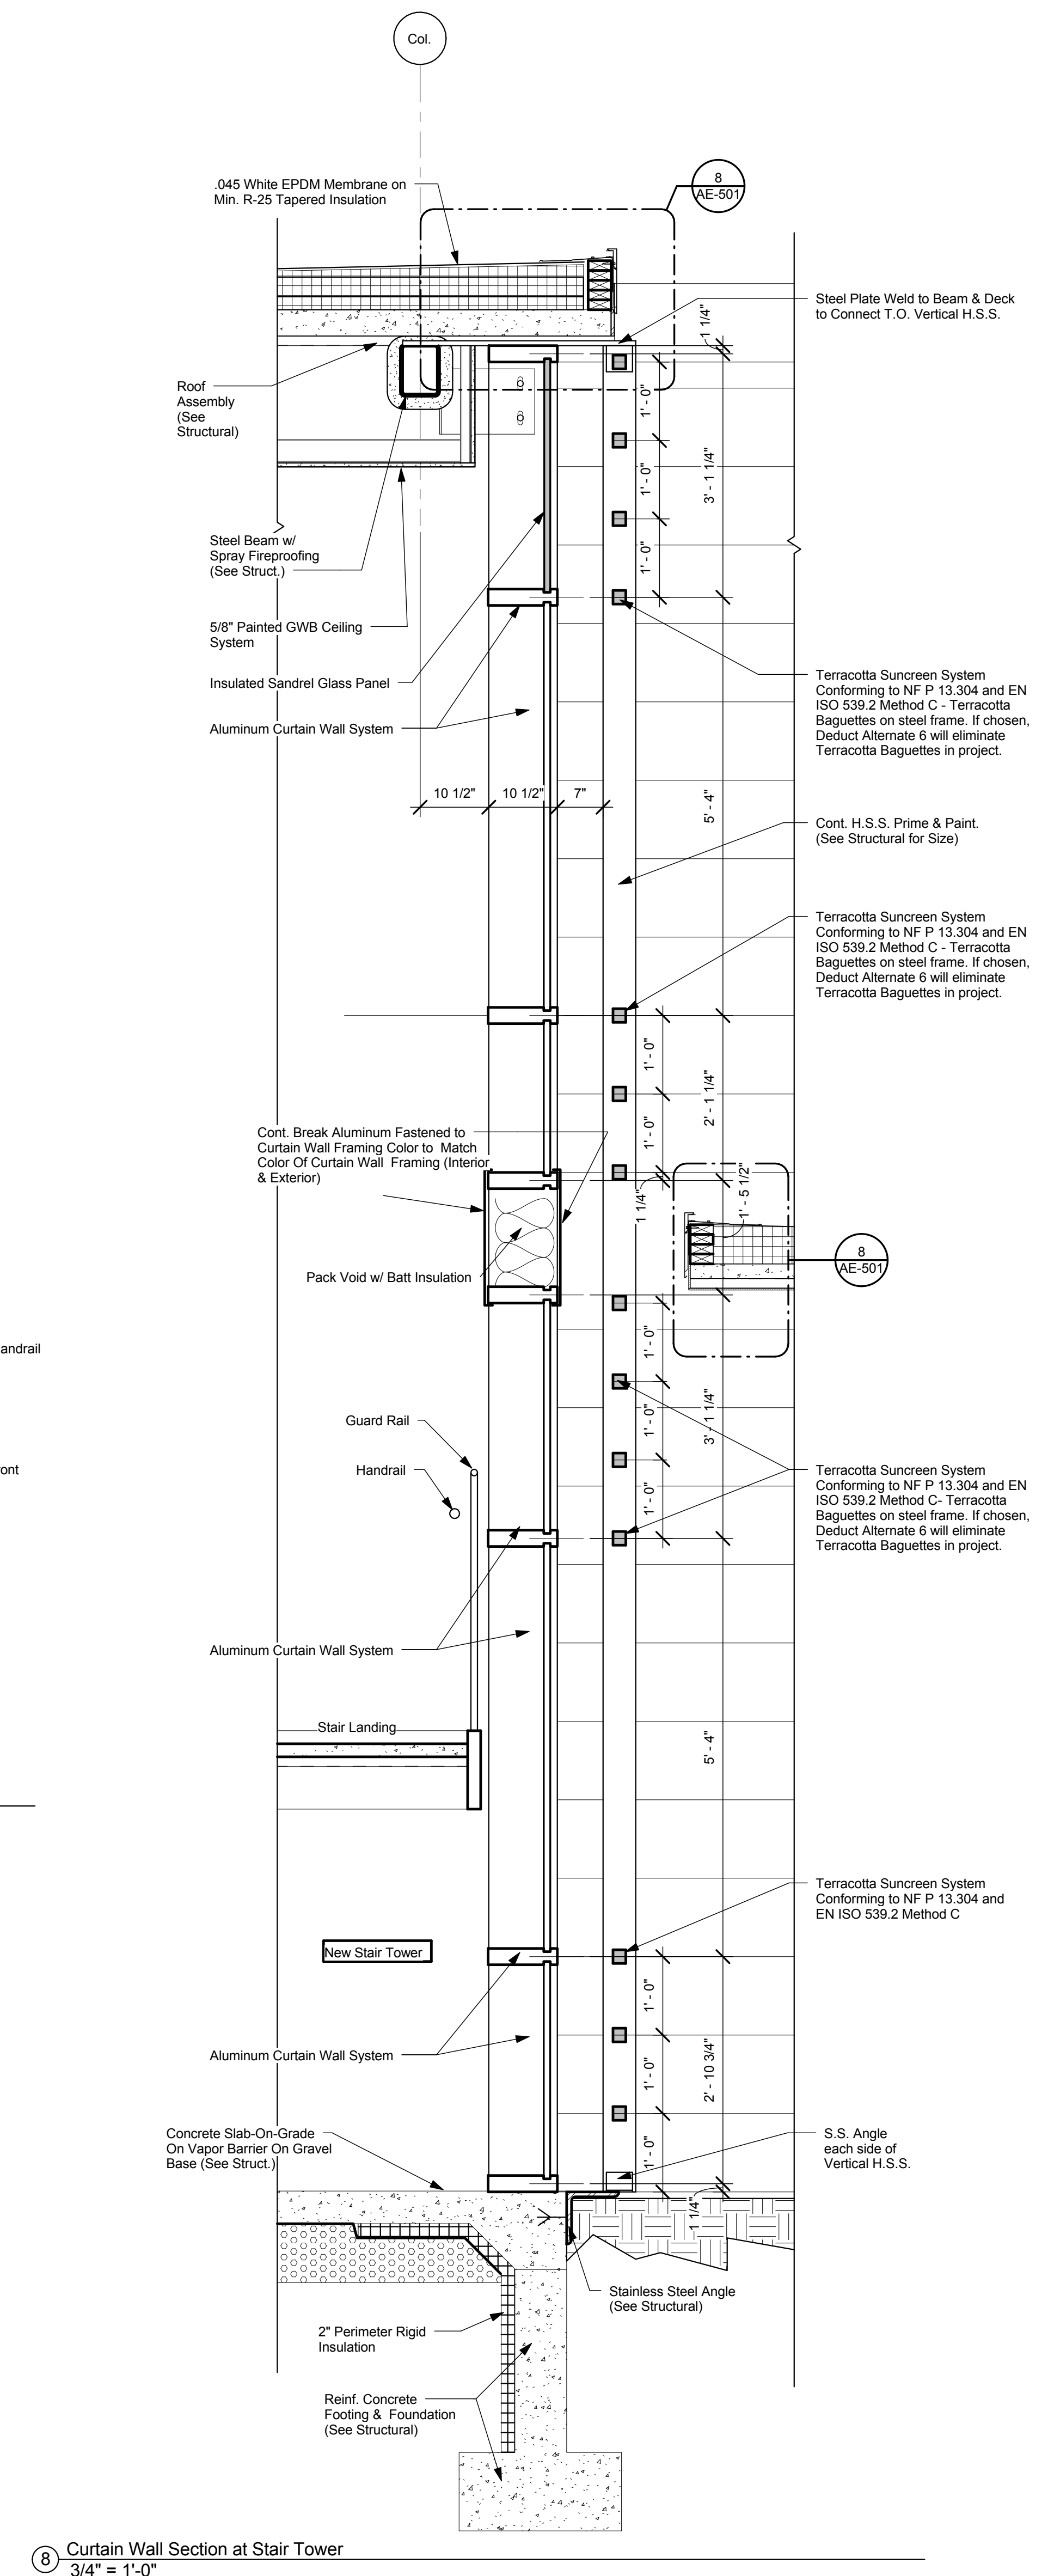 Col.
8
AE-501
.045 White EPDM Membrane on
Min. R-25 Tapered Insulation
Steel Plate Weld to Beam & Deck
to Connect T.O. Vertical H.S.S.
1 1/4"
Roof
Assembly
(See
Structural)
1' - 0"
1' - 0"
3' - 1 1/4"
1' - 0"
Steel Beam w/
Spray Fireproofing
(See Struct.)
5/8" Painted GWB Ceiling
System
Insulated Sandrel Glass Panel
Aluminum Curtain Wall System
Terracotta Suncreen System
Conforming to NF P 13.304 and EN
ISO 539.2 Method C - Terracotta
Baguettes on steel frame. If chosen,
Deduct Alternate 6 will eliminate
Terracotta Baguettes in project.
10 1/2"
10 1/2"
7"
5' - 4"
Cont. H.S.S. Prime & Paint.
(See Structural for Size)
Terracotta Suncreen System
Conforming to NF P 13.304 and EN
ISO 539.2 Method C - Terracotta
Baguettes on steel frame. If chosen,
Deduct Alternate 6 will eliminate
Terracotta Baguettes in project.
1' - 0"
2' - 1 1/4"
1' - 0"
Cont. Break Aluminum Fastened to
Curtain Wall Framing Color to Match
Color Of Curtain Wall Framing (Interior
& Exterior)
1 1/4"
1' - 5 1/2"
8
AE-501
Pack Void w/ Batt Insulation
andrail
1' - 0"
1' - 0"
3' - 1 1/4"
1' - 0"
Guard Rail
Handrail
ont
Terracotta Suncreen System
Conforming to NF P 13.304 and EN
ISO 539.2 Method C- Terracotta
Baguettes on steel frame. If chosen,
Deduct Alternate 6 will eliminate
Terracotta Baguettes in project.
Aluminum Curtain Wall System
Stair Landing
5' - 4"
Terracotta Suncreen System
Conforming to NF P 13.304 and
EN ISO 539.2 Method C
New Stair Tower
1' - 0"
Aluminum Curtain Wall System
1' - 0"
2' - 10 3/4"
1' - 0"
Concrete Slab-On-Grade
On Vapor Barrier On Gravel
Base (See Struct.)
S.S. Angle
each side of
Vertical H.S.S.
1 1/4"
Stainless Steel Angle
(See Structural)
2" Perimeter Rigid
Insulation
Reinf. Concrete
Footing & Foundation
(See Structural)
8
Curtain Wall Section at Stair Tower
3/4" = 1'-0"